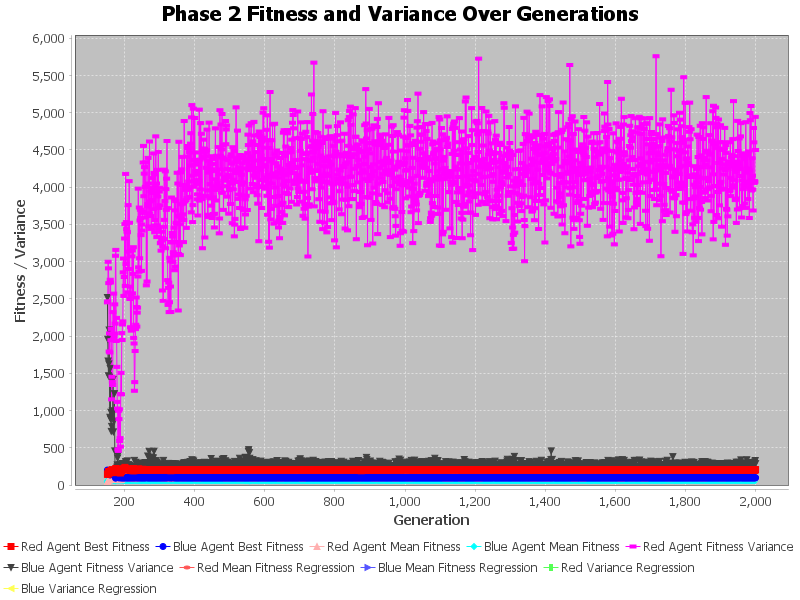 Phase 2 Fitness and Variance Over Generations
6,000
5,500
5,000
4,500
4,000
3,500
3,000
2,500
2,000
1,500
1,000
500
0
Fitness / Variance
200 400 600 800 1,000 1,200 1,400 1,600 1,800 2,000
Generation
Red Agent Best Fitness Blue Agent Best Fitness Red Agent Mean Fitness Blue Agent Mean Fitness Red Agent Fitness Variance
Blue Agent Fitness Variance Red Mean Fitness Regression Blue Mean Fitness Regression Red Variance Regression
Blue Variance Regression